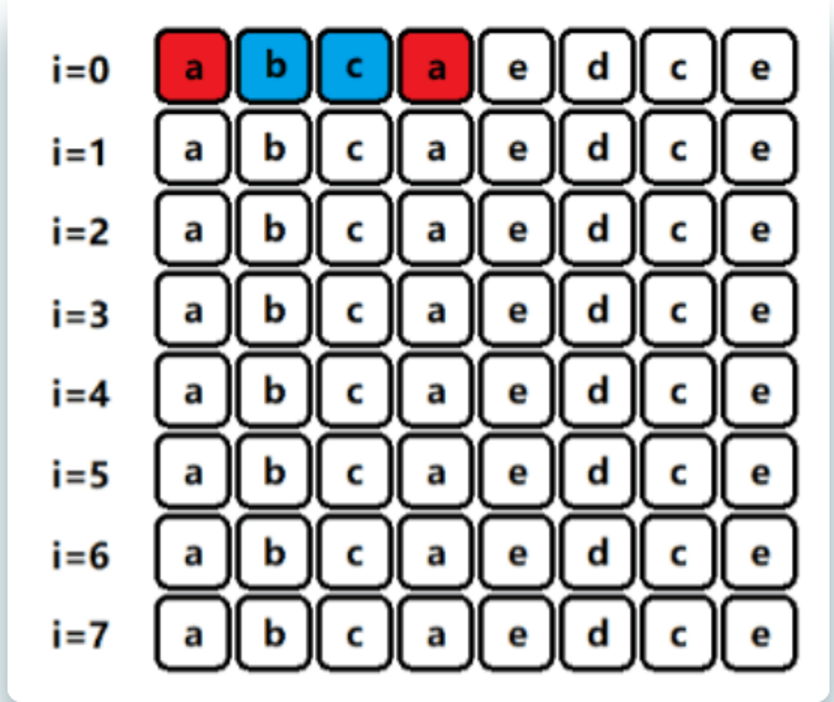 i=0 a b c a e d c e
i=1 a b c a e d c e
i=2 a b c a e d c e
i=3 a b c a e d c e
i=4 a b c a e d c e
i=5 a b c a e d c e
i=6 a b c a e d c e
i=7 a b c a e d c e